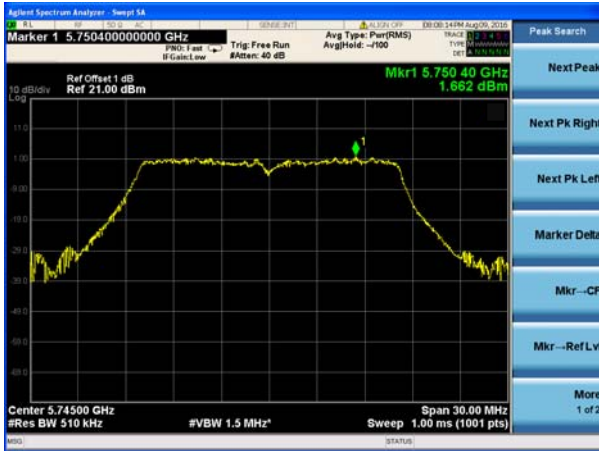 Agilent Spectrum Analyzer - Swept SA
RL RF 50 Ω AC SENSE:INT ALIGN OFF 08:08:14PM Aug09, 2016
Marker 1 5.750400000000 GHz
PNO: Fast
IFGain:Low
Trig: Free Run
#Atten: 40 dB
Avg Type: Pwr(RMS)
Avg|Hold: --/100
TRACE 1 2 3 4 5
TYPE M
DET A N N N N N
Peak Search
Mkr1 5.750 40 GHz
1.662 dBm
Ref Offset 1 dB
10 dB/div Ref 21.00 dBm
Log
11.0
1
1.00
-9.00
-19.0
-29.0
-39.0
-49.0
-59.0
-69.0
Center 5.74500 GHz
#Res BW 510 kHz
#VBW 1.5 MHz*
Span 30.00 MHz
Sweep 1.00 ms (1001 pts)
MSG
STATUS
Next Peak
Next Pk Right
Next Pk Left
Marker Delta
Mkr→CF
Mkr→Ref Lvl
More
1 of 2